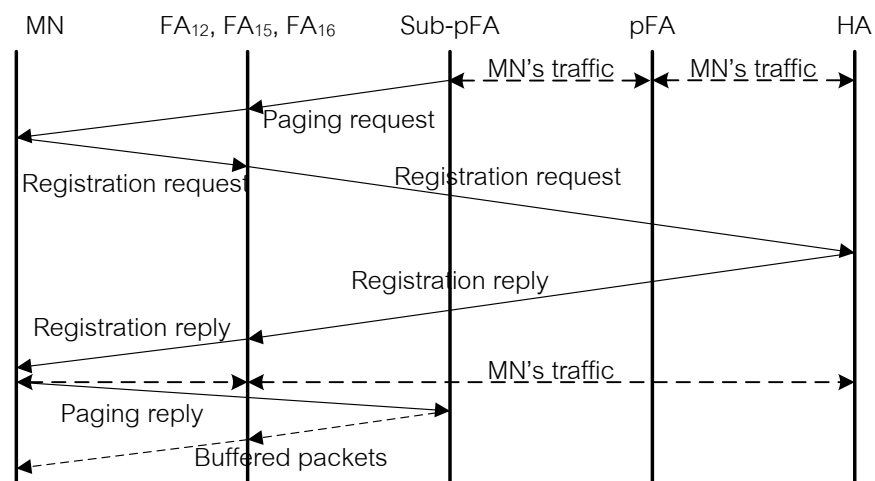 MN FA₁₂, FA₁₅, FA₁₆ Sub-pFA pFA HA
MN's traffic MN's traffic
Paging request
Registration request
Registration request
Registration reply
Registration reply
MN's traffic
Paging reply
Buffered packets